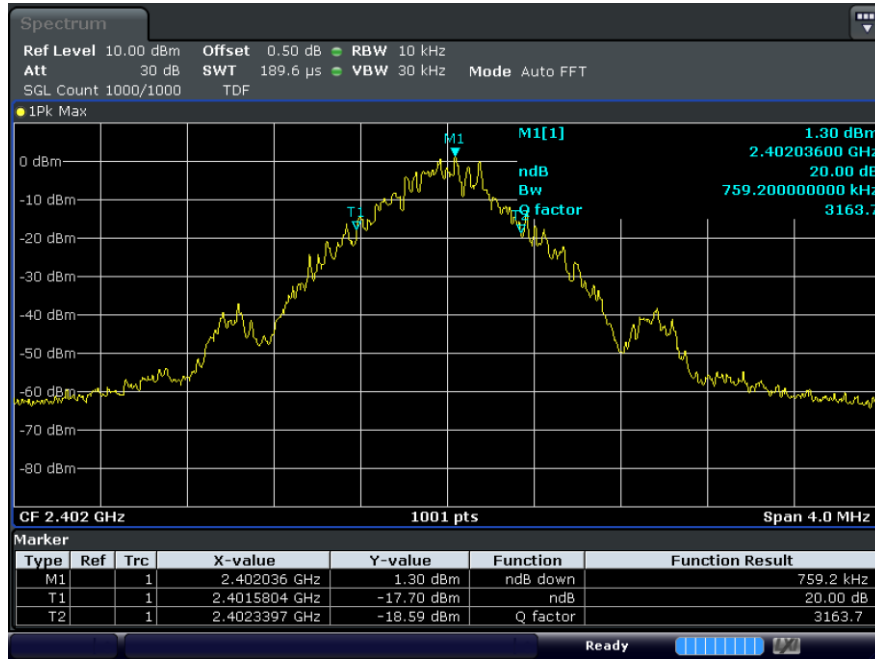 Spectrum
Ref Level 10.00 dBm Offset 0.50 dB RBW 10 kHz
Att 30 dB SWT 189.6 µs VBW 30 kHz Mode Auto FFT
SGL Count 1000/1000 TDF
1Pk Max
M1
M1[1] 1.30 dBm
2.40203600 GHz
0 dBm
ndB 20.00 dB
Bw 759.200000000 kHz
-10 dBm
T1
T2
Q factor 3163.7
-20 dBm
-30 dBm
-40 dBm
-50 dBm
-60 dBm
-70 dBm
-80 dBm
CF 2.402 GHz 1001 pts Span 4.0 MHz
Marker
Type Ref Trc X-value Y-value Function Function Result
M1 1 2.402036 GHz 1.30 dBm ndB down 759.2 kHz
T1 1 2.4015804 GHz -17.70 dBm ndB 20.00 dB
T2 1 2.4023397 GHz -18.59 dBm Q factor 3163.7
Ready